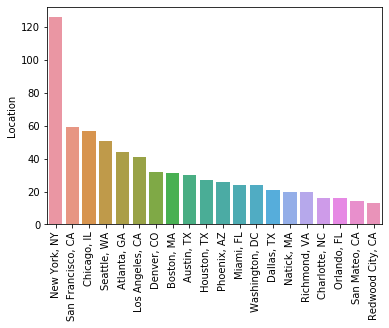 120
100
80
60
40
20
0
Location
New York, NY
San Francisco, CA
Chicago, IL
Seattle, WA
Atlanta, GA
Los Angeles, CA
Denver, CO
Boston, MA
Austin, TX
Houston, TX
Phoenix, AZ
Miami, FL
Washington, DC
Dallas, TX
Natick, MA
Richmond, VA
Charlotte, NC
Orlando, FL
San Mateo, CA
Redwood City, CA